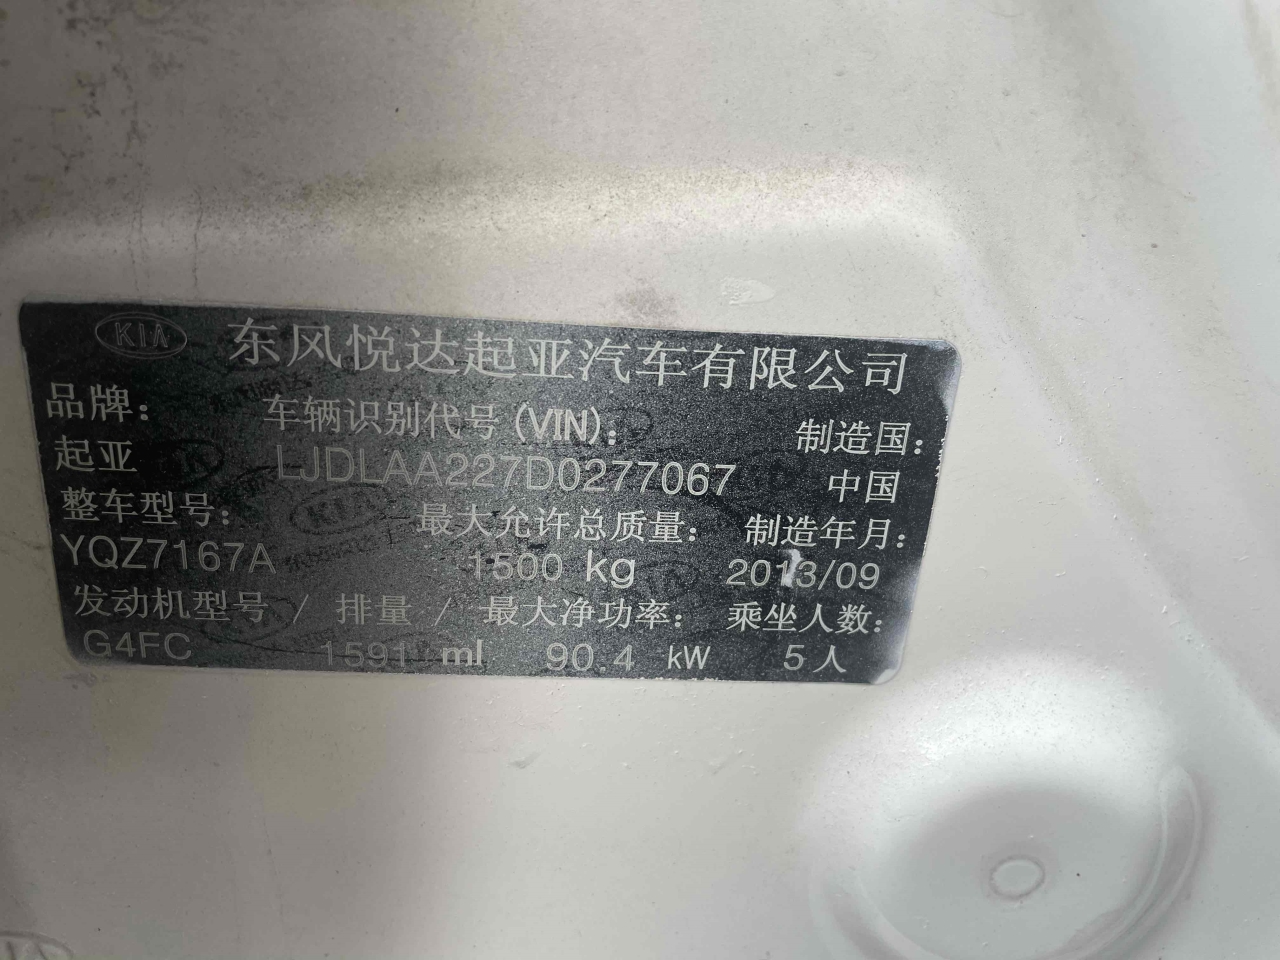 KIA 东风悦达起亚汽车有限公司
品牌： 车辆识别代号(VIN)： 制造国：
起亚 LJDLAA227D0277067 中国
整车型号： 最大允许总质量： 制造年月：
YQZ7167A 1500 kg 2013/09
发动机型号 / 排量 / 最大净功率： 乘坐人数：
G4FC 1591 ml 90.4 kW 5人